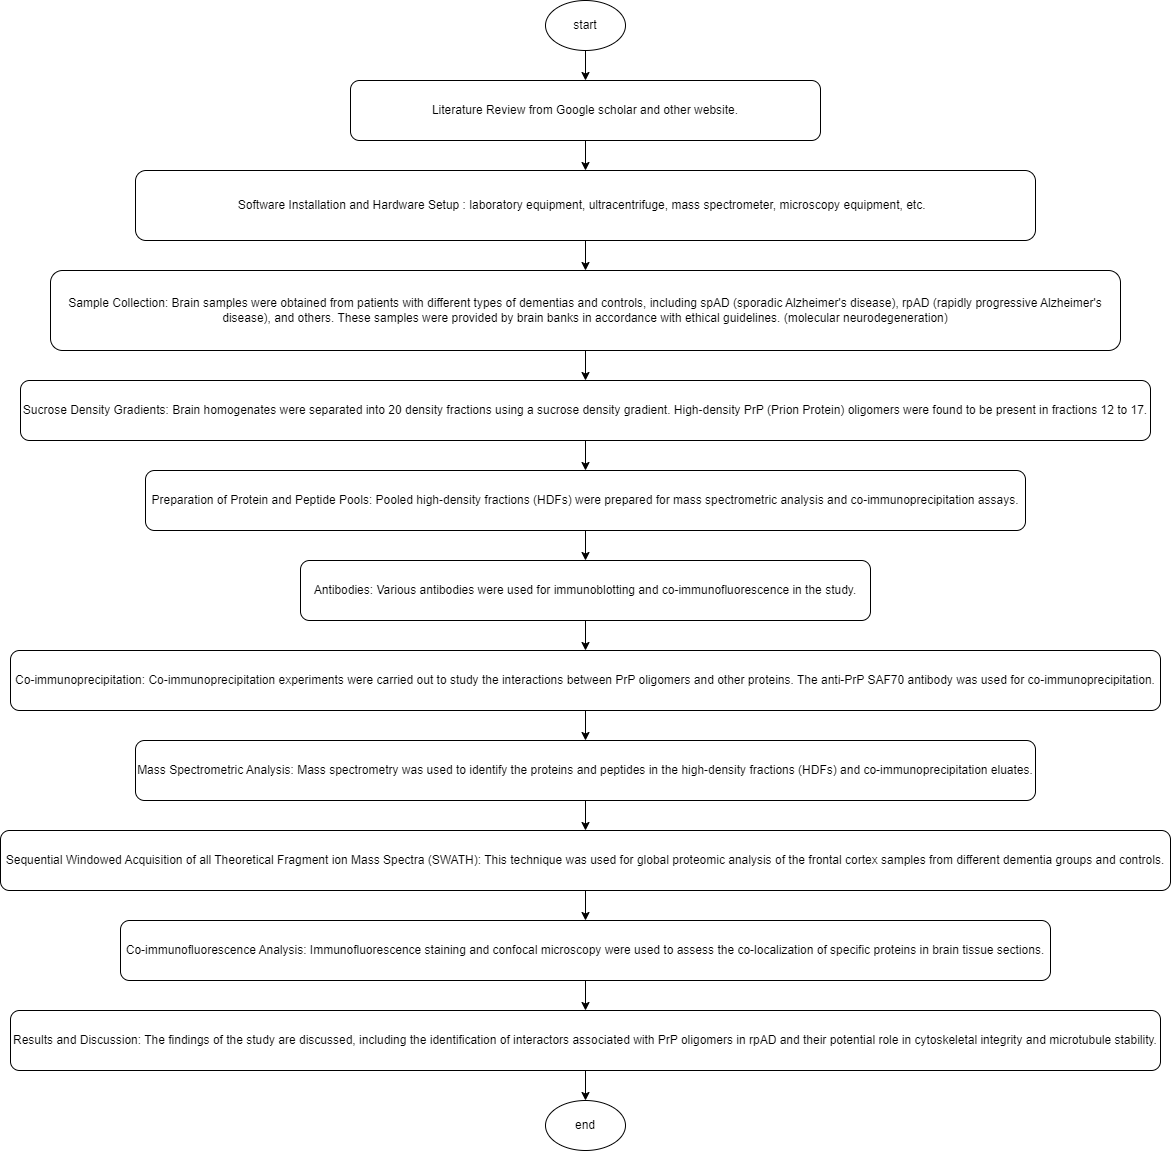 start
Literature Review from Google scholar and other website.
Software Installation and Hardware Setup : laboratory equipment, ultracentrifuge, mass spectrometer, microscopy equipment, etc.
Sample Collection: Brain samples were obtained from patients with different types of dementias and controls, including spAD (sporadic Alzheimer's disease), rpAD (rapidly progressive Alzheimer's
disease), and others. These samples were provided by brain banks in accordance with ethical guidelines. (molecular neurodegeneration)
Sucrose Density Gradients: Brain homogenates were separated into 20 density fractions using a sucrose density gradient. High-density PrP (Prion Protein) oligomers were found to be present in fractions 12 to 17.
Preparation of Protein and Peptide Pools: Pooled high-density fractions (HDFs) were prepared for mass spectrometric analysis and co-immunoprecipitation assays.
Antibodies: Various antibodies were used for immunoblotting and co-immunofluorescence in the study.
Co-immunoprecipitation: Co-immunoprecipitation experiments were carried out to study the interactions between PrP oligomers and other proteins. The anti-PrP SAF70 antibody was used for co-immunoprecipitation.
Mass Spectrometric Analysis: Mass spectrometry was used to identify the proteins and peptides in the high-density fractions (HDFs) and co-immunoprecipitation eluates.
Sequential Windowed Acquisition of all Theoretical Fragment ion Mass Spectra (SWATH): This technique was used for global proteomic analysis of the frontal cortex samples from different dementia groups and controls.
Co-immunofluorescence Analysis: Immunofluorescence staining and confocal microscopy were used to assess the co-localization of specific proteins in brain tissue sections.
Results and Discussion: The findings of the study are discussed, including the identification of interactors associated with PrP oligomers in rpAD and their potential role in cytoskeletal integrity and microtubule stability.
end